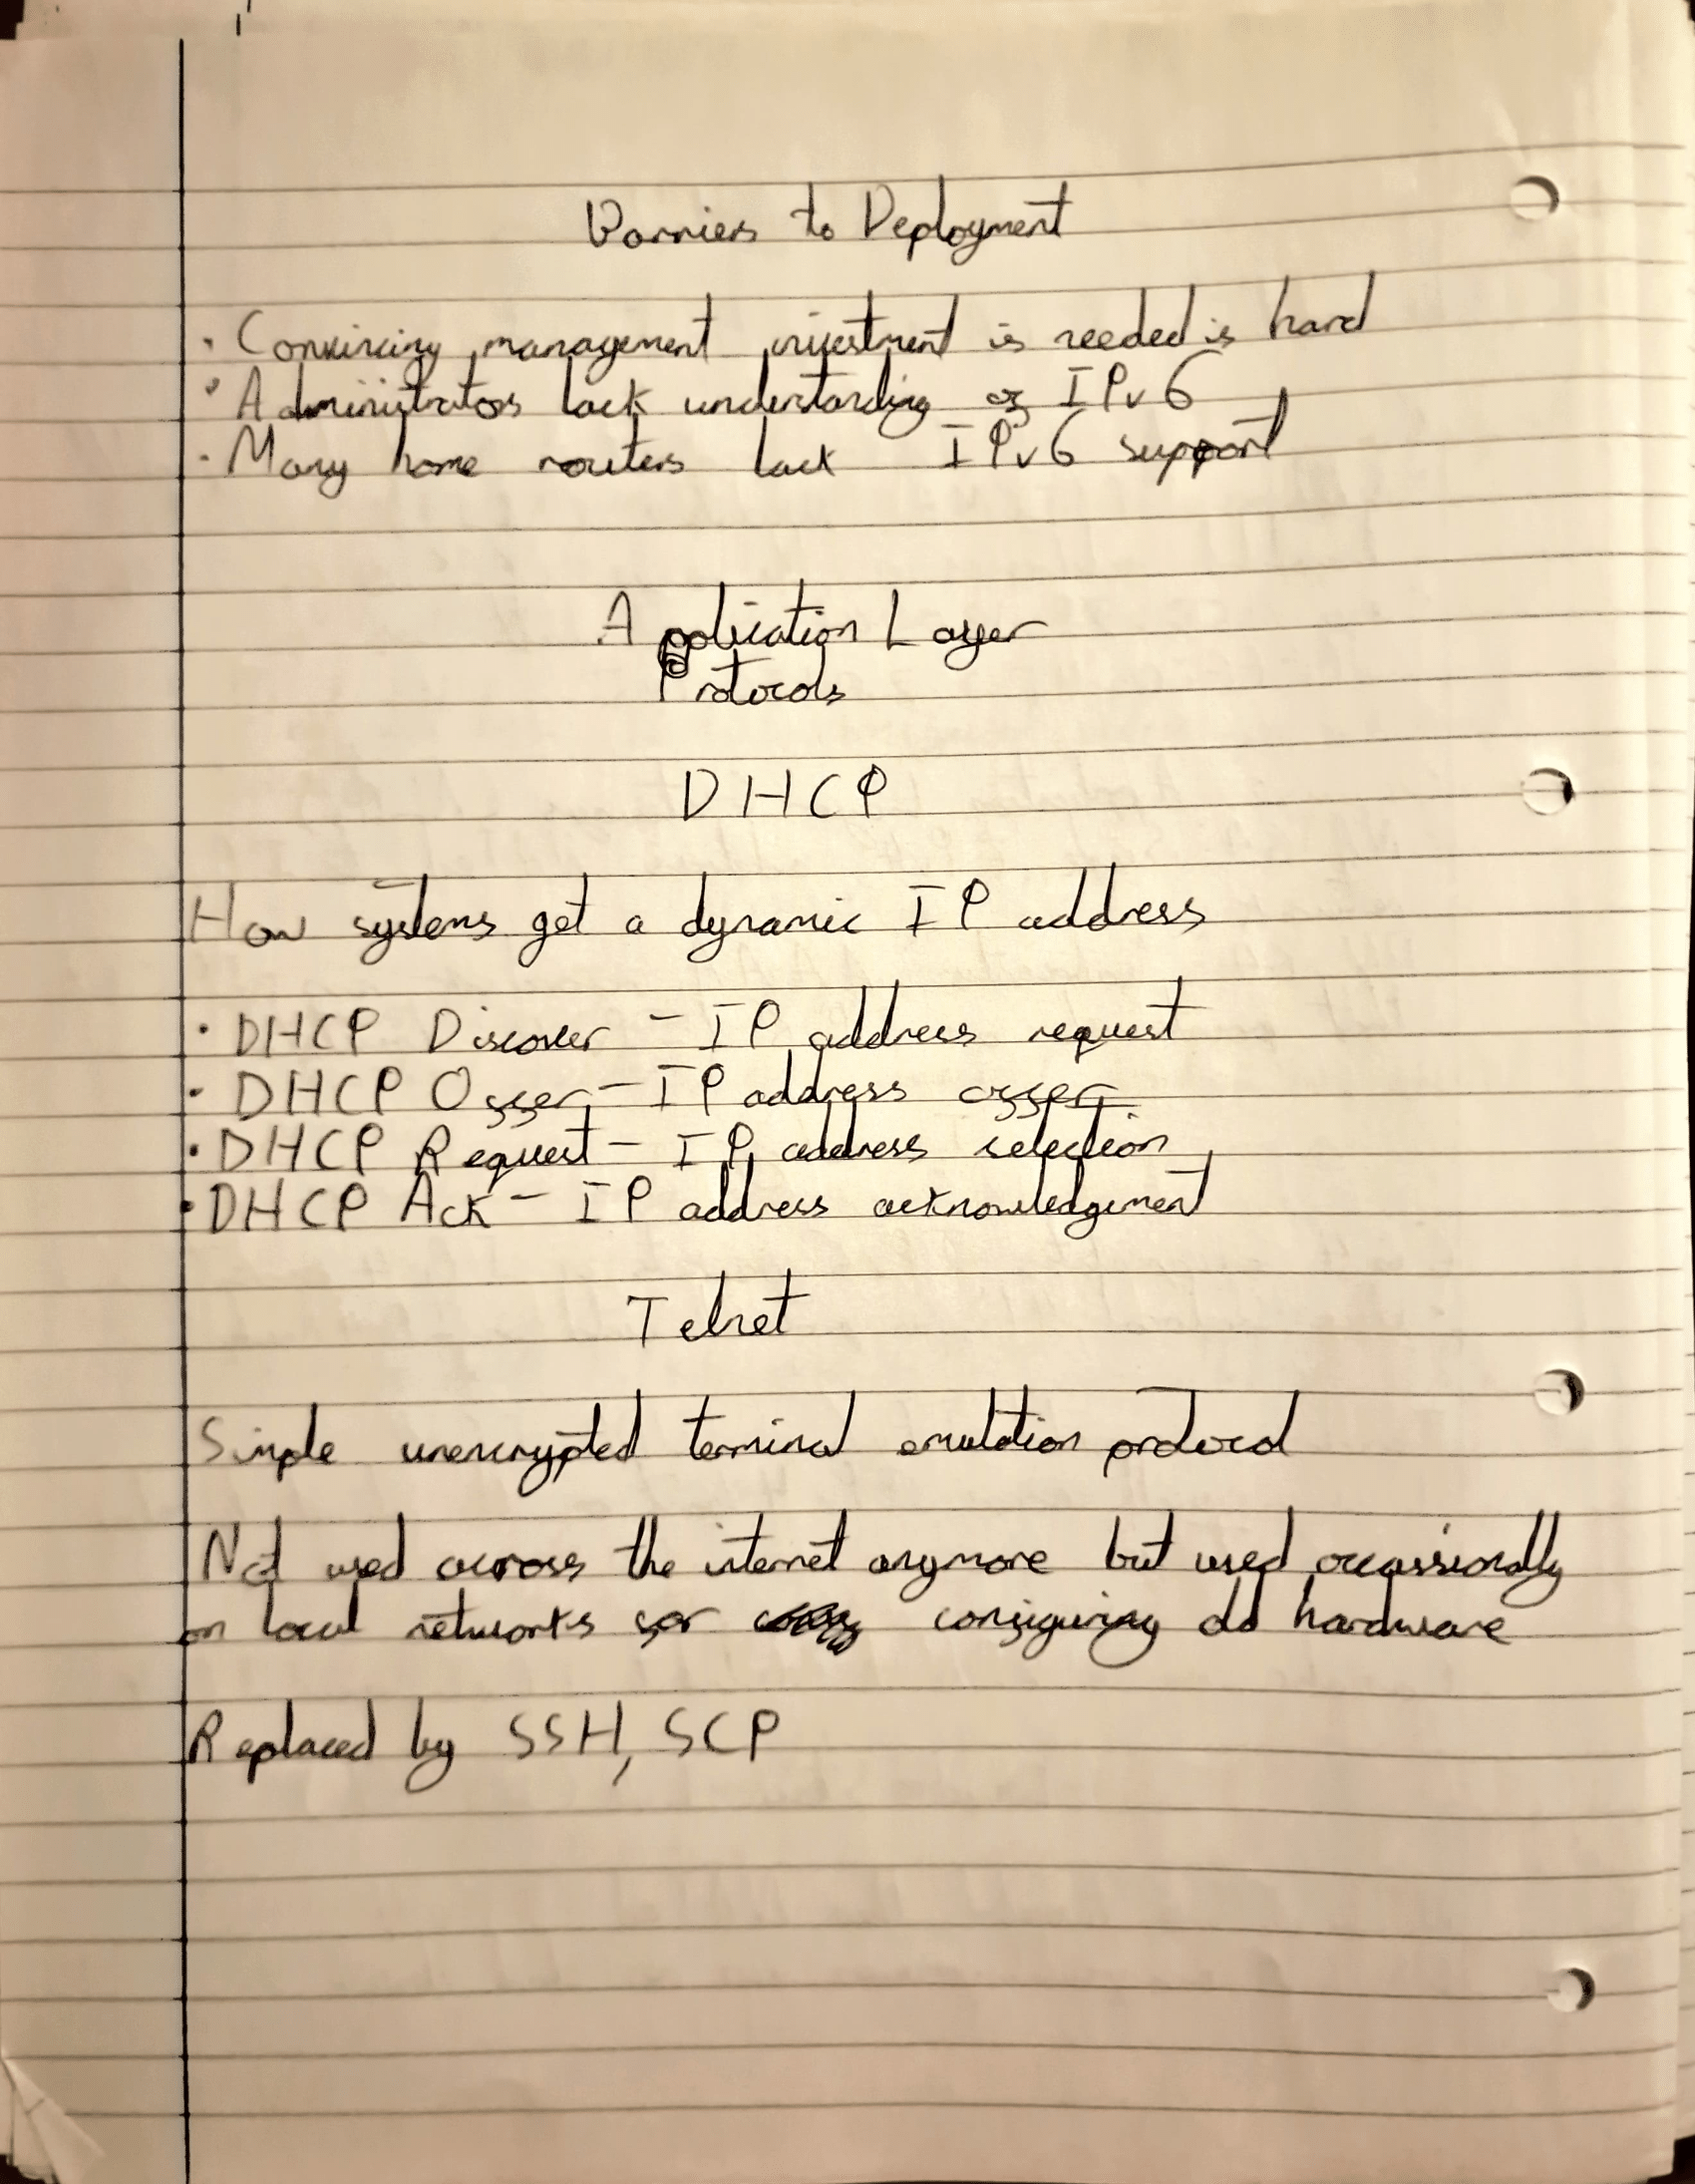 Barriers to Deployment
· Convincing management investment is needed is hard
· Administrators lack understanding of IPv6
· Many home routers lack IPv6 support
Application Layer
Protocols
DHCP
How systems get a dynamic IP address
· DHCP Discover - IP address request
· DHCP Offer - IP address offer
· DHCP Request - IP address selection
· DHCP Ack - IP address acknowledgement
Telnet
Simple unencrypted terminal emulation protocol
Not used across the internet anymore but used occassionally
on local networks for configuring old hardware
Replaced by SSH, SCP